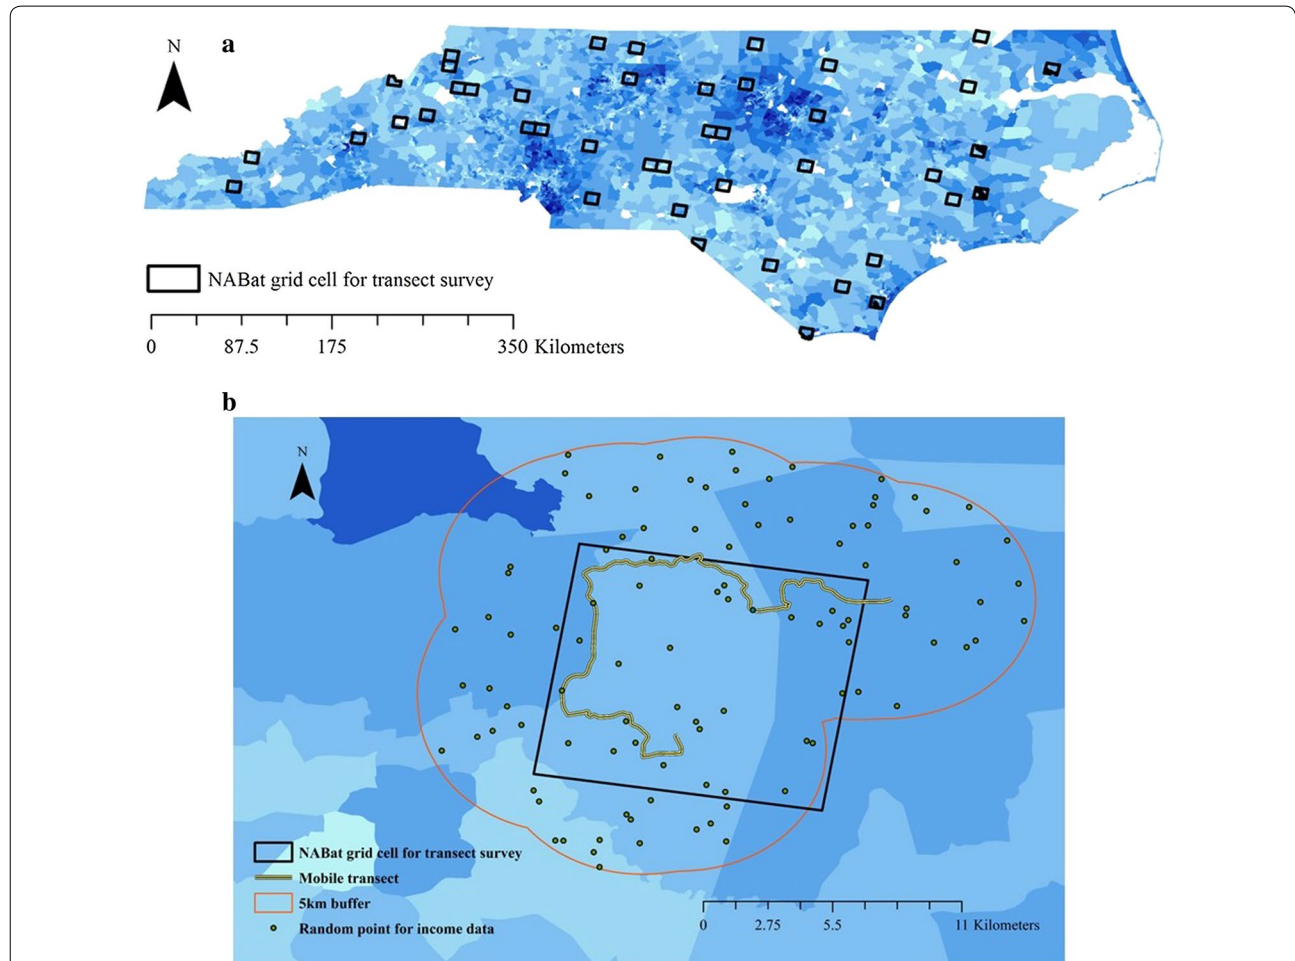 a
N
NABat grid cell for transect survey
0 87.5 175 350 Kilometers
b
N
NABat grid cell for transect survey
Mobile transect
5km buffer
Random point for income data
0 2.75 5.5 11 Kilometers